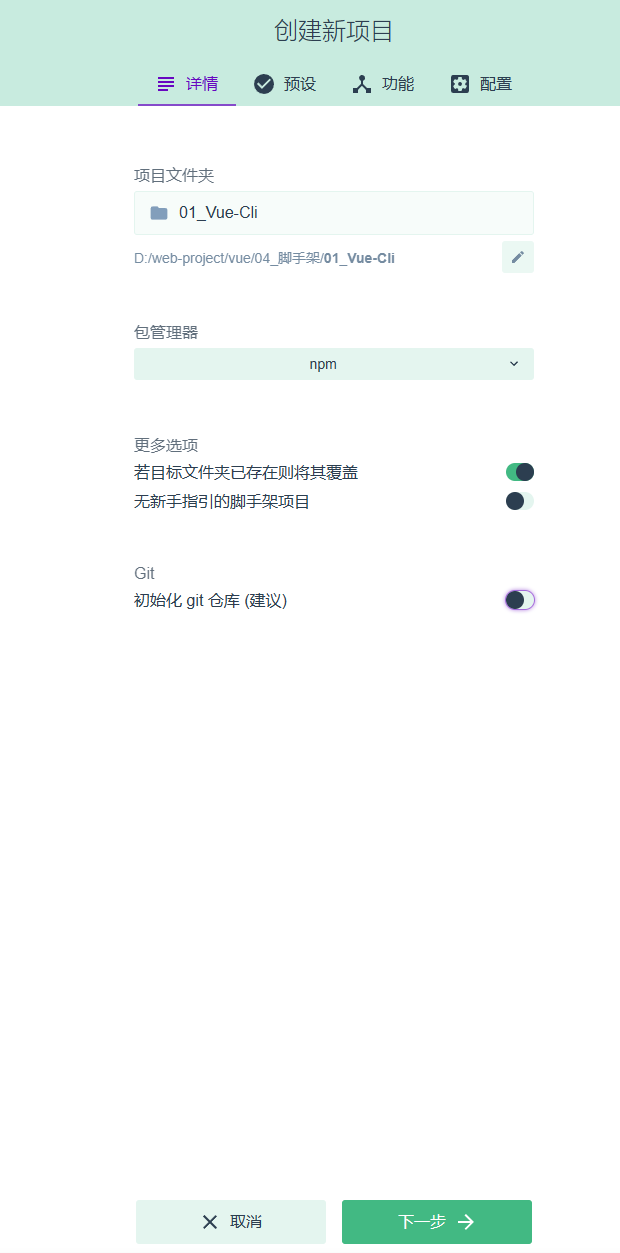 创建新项目
详情 预设 功能 配置
项目文件夹
01_Vue-Cli
D:/web-project/vue/04_脚手架/01_Vue-Cli
包管理器
npm
更多选项
若目标文件夹已存在则将其覆盖
无新手指引的脚手架项目
Git
初始化 git 仓库 (建议)
取消 下一步